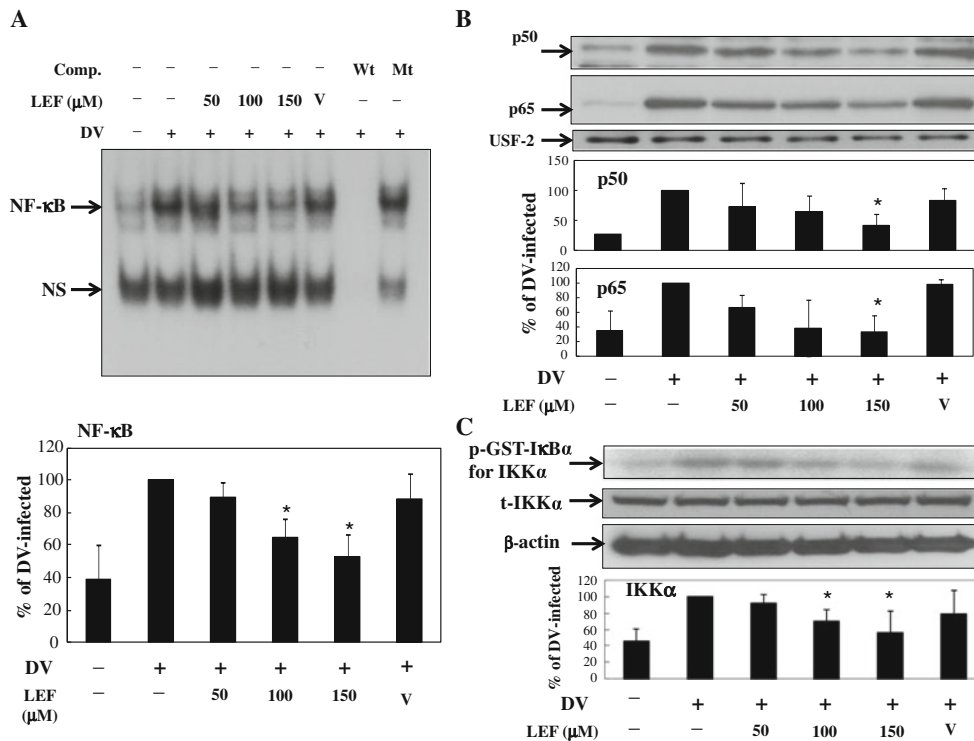 A
Comp. – – – – – – Wt Mt
LEF (μM) – – 50 100 150 V – –
DV – + + + + + + +
NF-κB
NS
NF-κB
% of DV-infected
120
100
80
60
40
20
0
* *
DV – + + + + +
LEF (μM) – – 50 100 150 V
B
p50
p65
USF-2
% of DV-infected
150
100
50
0
p50
*
120
100
80
60
40
20
0
p65
*
DV – + + + + +
LEF (μM) – – 50 100 150 V
C
p-GST-IκBα
for IKKα
t-IKKα
β-actin
% of DV-infected
120
100
80
60
40
20
0
IKKα
* *
DV – + + + + +
LEF (μM) – – 50 100 150 V